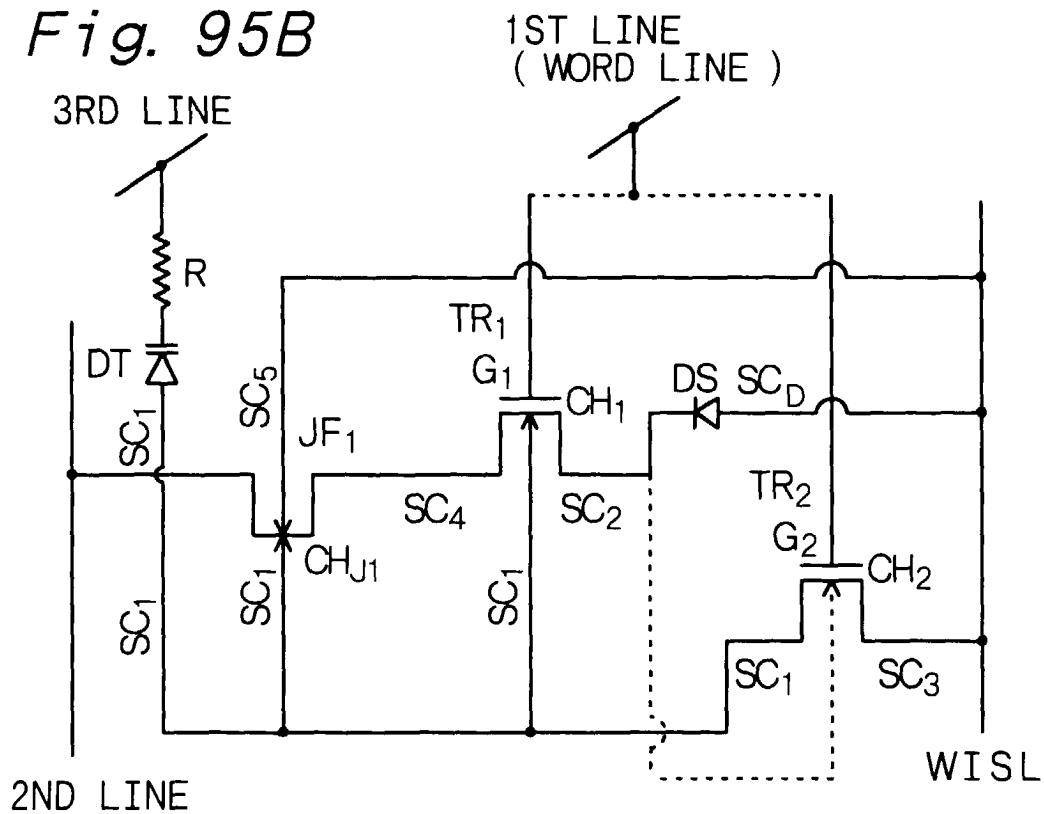 Fig. 95B
1ST LINE
( WORD LINE )
3RD LINE
R
DT
SC1
SC5
JF1
TR1
G1
CH1
DS
SCD
SC4
SC2
TR2
G2
CH2
CHJ1
SC1
SC1
SC1
SC1
SC3
WISL
2ND LINE